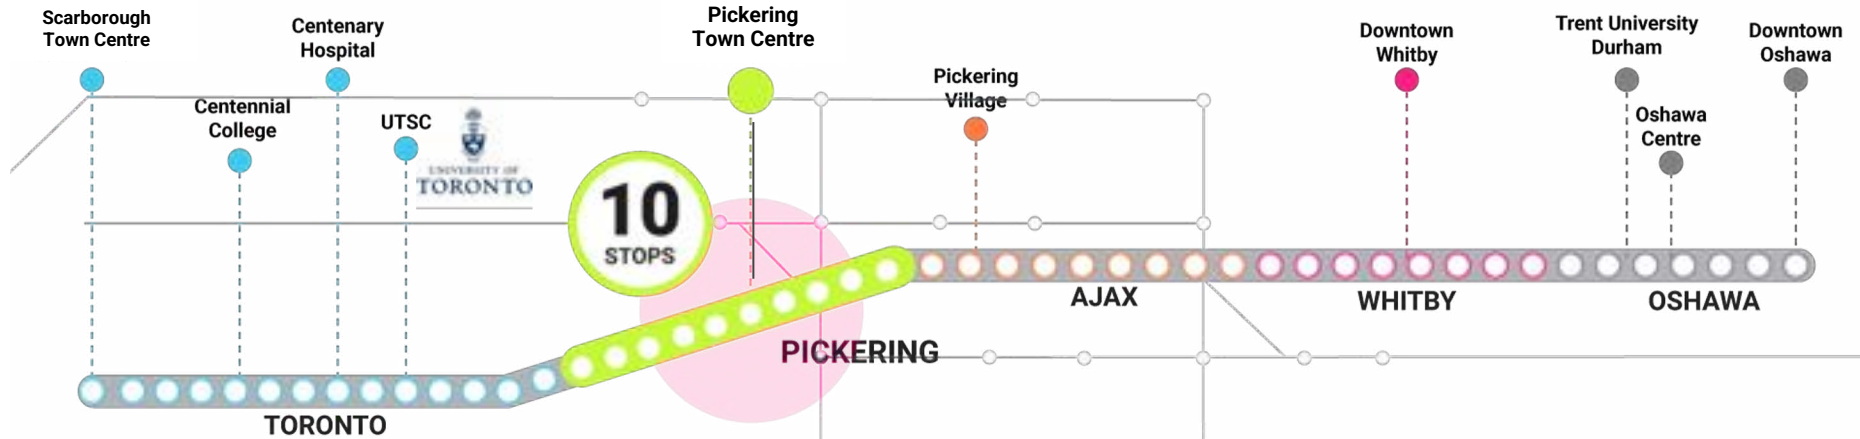 Scarborough
Town Centre
Centennial
College
Centenary
Hospital
UTSC
UNIVERSITY OF
TORONTO
10
STOPS
Pickering
Town Centre
Pickering
Village
Downtown
Whitby
Trent University
Durham
Oshawa
Centre
Downtown
Oshawa
TORONTO
PICKERING
AJAX
WHITBY
OSHAWA